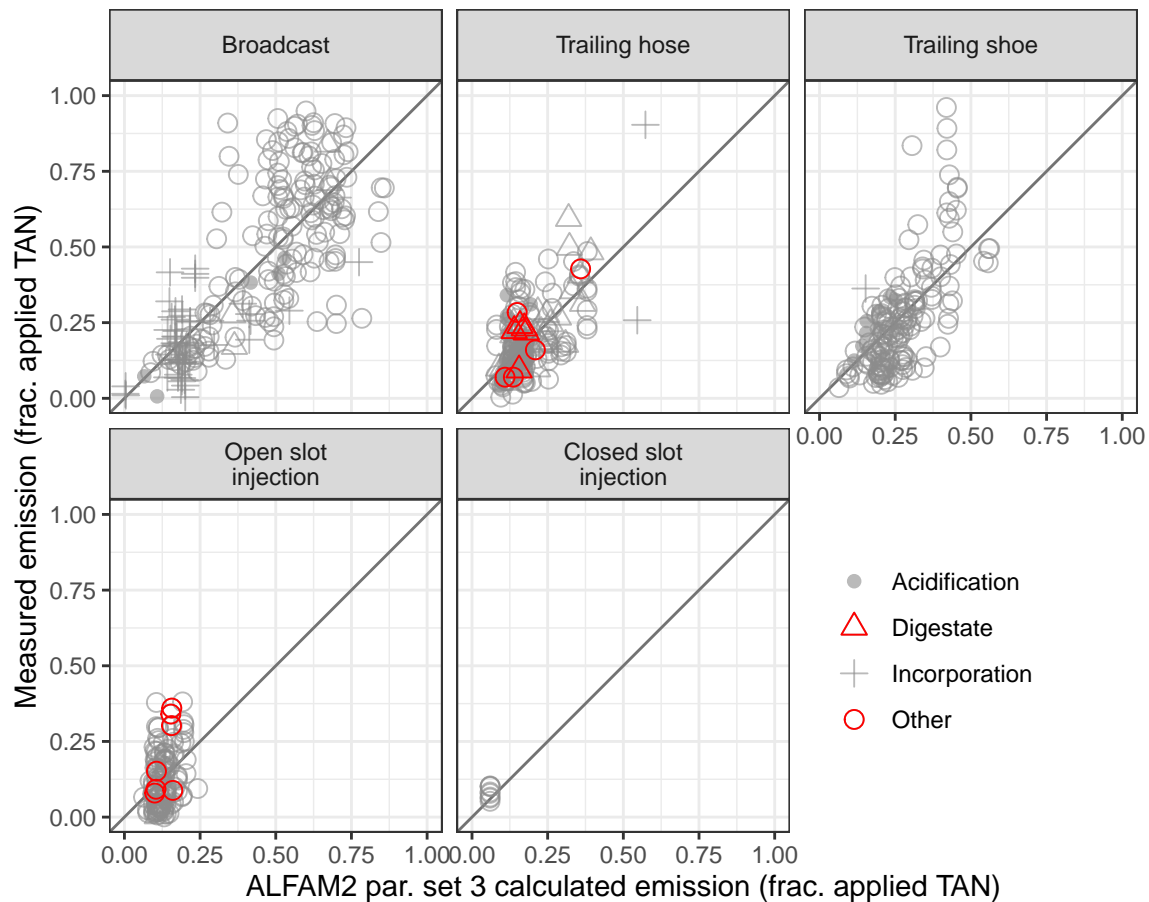 Broadcast
Trailing hose
Trailing shoe
Measured emission (frac. applied TAN)
1.00
0.75
0.50
0.25
0.00
0.00 0.25 0.50 0.75 1.00
Open slot
injection
Closed slot
injection
1.00
0.75
0.50
0.25
0.00
0.00 0.25 0.50 0.75 1.00
0.00 0.25 0.50 0.75 1.00
Acidification
Digestate
Incorporation
Other
ALFAM2 par. set 3 calculated emission (frac. applied TAN)